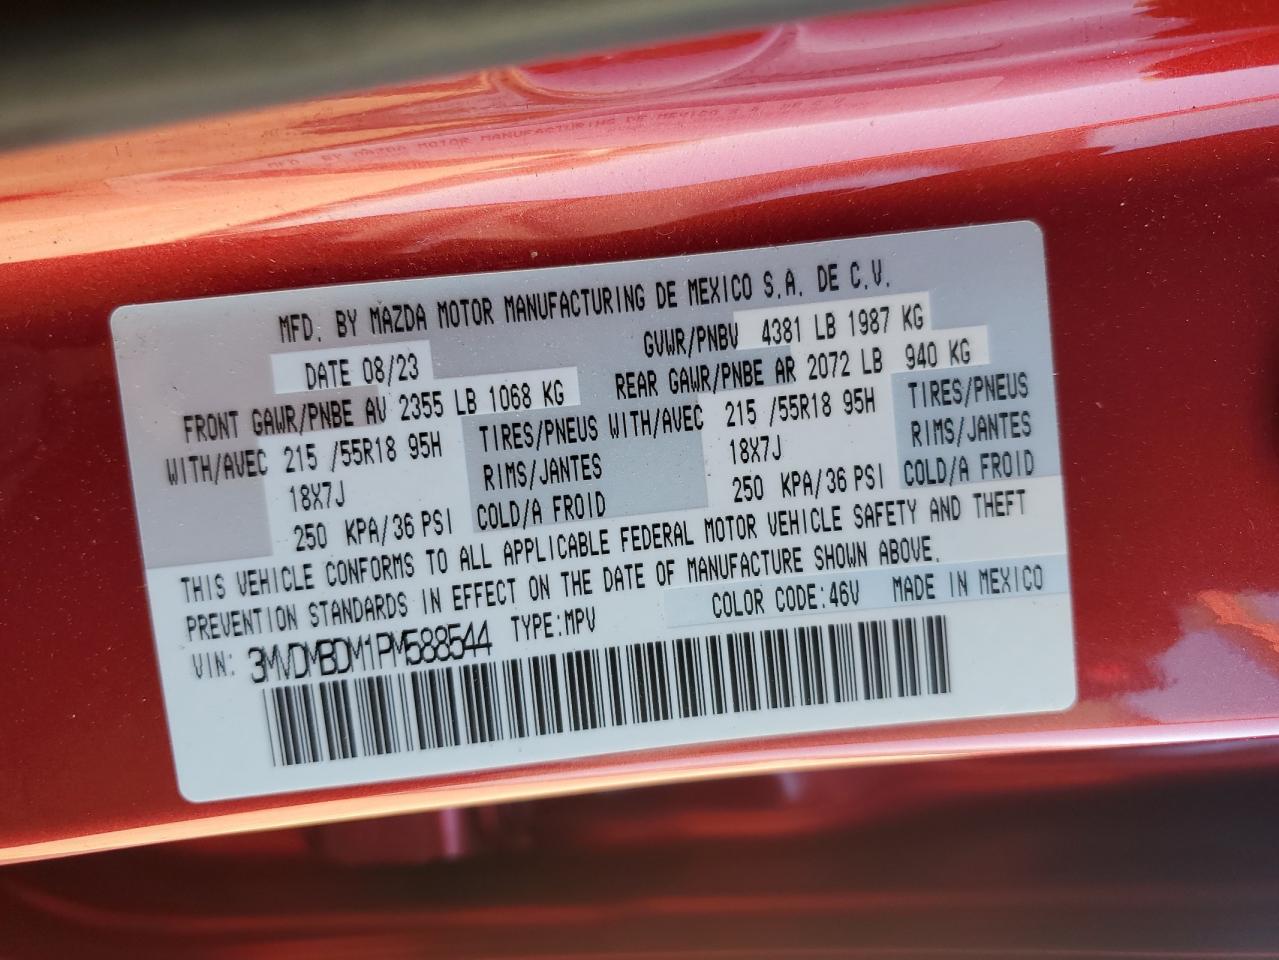 MFD. BY MAZDA MOTOR MANUFACTURING DE MEXICO S.A. DE C.V.
DATE 08/23 GVWR/PNBV 4381 LB 1987 KG
FRONT GAWR/PNBE AV 2355 LB 1068 KG REAR GAWR/PNBE AR 2072 LB 940 KG
WITH/AVEC 215 /55R18 95H TIRES/PNEUS WITH/AVEC 215 /55R18 95H TIRES/PNEUS
18X7J RIMS/JANTES 18X7J RIMS/JANTES
250 KPA/36 PSI COLD/A FROID 250 KPA/36 PSI COLD/A FROID
THIS VEHICLE CONFORMS TO ALL APPLICABLE FEDERAL MOTOR VEHICLE SAFETY AND THEFT
PREVENTION STANDARDS IN EFFECT ON THE DATE OF MANUFACTURE SHOWN ABOVE.
VIN: 3MVDMBDM1PM588544 TYPE:MPV COLOR CODE:46V MADE IN MEXICO